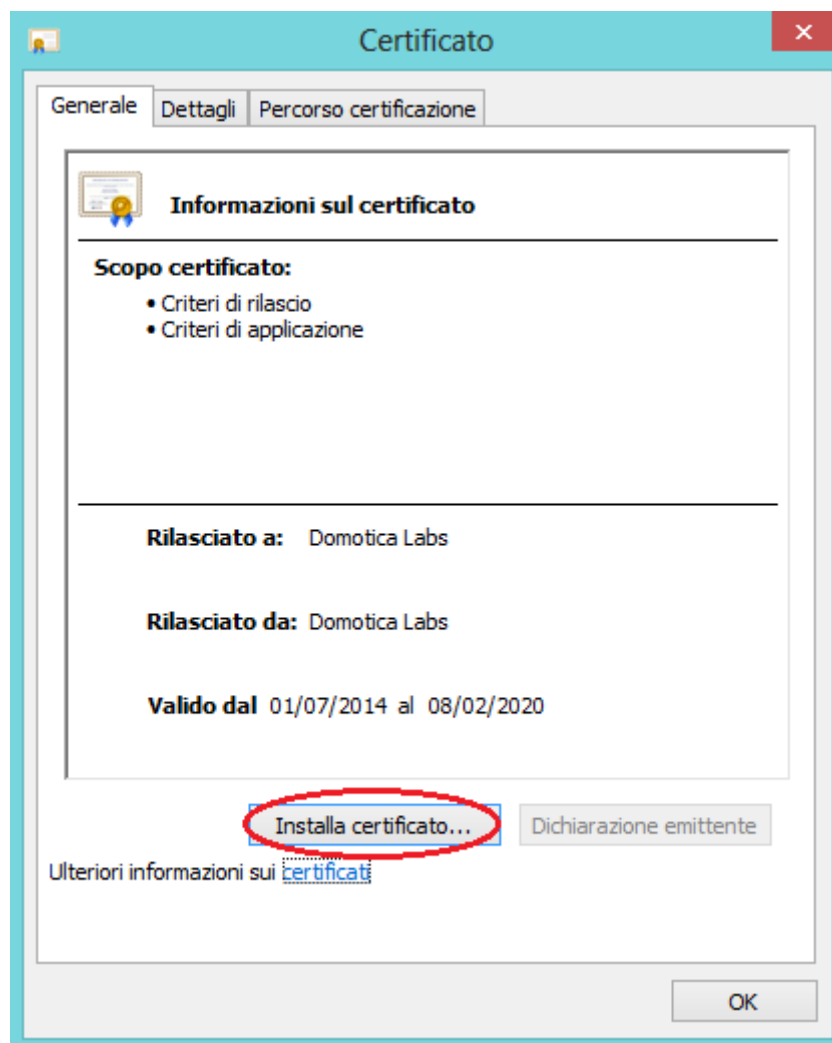 Certificato
Generale Dettagli Percorso certificazione
Informazioni sul certificato
Scopo certificato:
• Criteri di rilascio
• Criteri di applicazione
Rilasciato a: Domotica Labs
Rilasciato da: Domotica Labs
Valido dal 01/07/2014 al 08/02/2020
Installa certificato... Dichiarazione emittente
Ulteriori informazioni sui certificati
OK